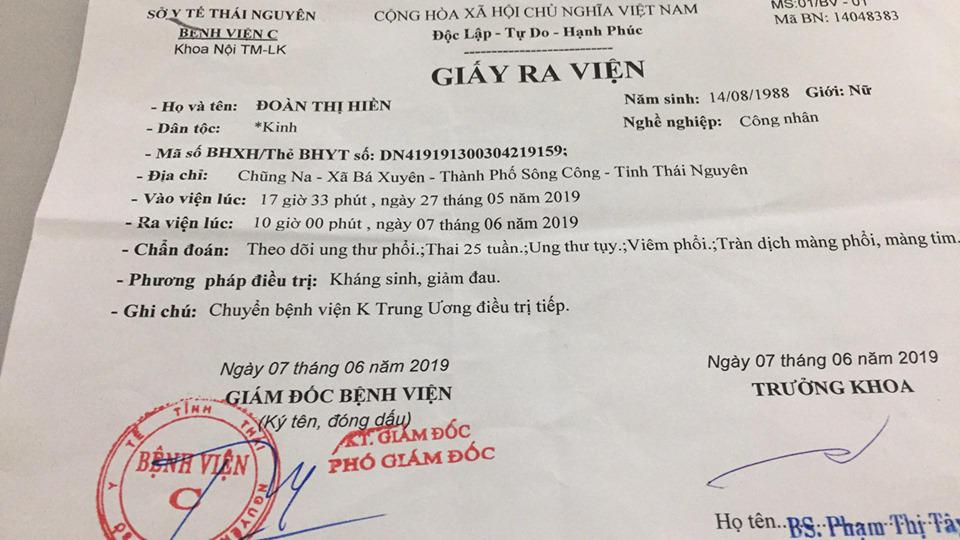 SỞ Y TẾ THÁI NGUYÊN
BỆNH VIỆN C
Khoa Nội TM-LK
CỘNG HÒA XÃ HỘI CHỦ NGHĨA VIỆT NAM
Độc Lập - Tự Do - Hạnh Phúc
MS:01/BV - 01
Mã BN: 14048383
GIẤY RA VIỆN
- Họ và tên: ĐOÀN THỊ HIỀN Năm sinh: 14/08/1988 Giới: Nữ
- Dân tộc: *Kinh Nghề nghiệp: Công nhân
- Mã số BHXH/Thẻ BHYT số: DN419191300304219159;
- Địa chỉ: Chũng Na - Xã Bá Xuyên - Thành Phố Sông Công - Tỉnh Thái Nguyên
- Vào viện lúc: 17 giờ 33 phút , ngày 27 tháng 05 năm 2019
- Ra viện lúc: 10 giờ 00 phút , ngày 07 tháng 06 năm 2019
- Chẩn đoán: Theo dõi ung thư phổi.;Thai 25 tuần.;Ung thư tụy.;Viêm phổi.;Tràn dịch màng phổi, màng tim.
- Phương pháp điều trị: Kháng sinh, giảm đau.
- Ghi chú: Chuyển bệnh viện K Trung Ương điều trị tiếp.
Ngày 07 tháng 06 năm 2019
GIÁM ĐỐC BỆNH VIỆN
(Ký tên, đóng dấu)
KT. GIÁM ĐỐC
PHÓ GIÁM ĐỐC
Y TẾ TỈNH THÁI NGUYÊN
BỆNH VIỆN
C
Ngày 07 tháng 06 năm 2019
TRƯỞNG KHOA
Họ tên BS. Phạm Thị